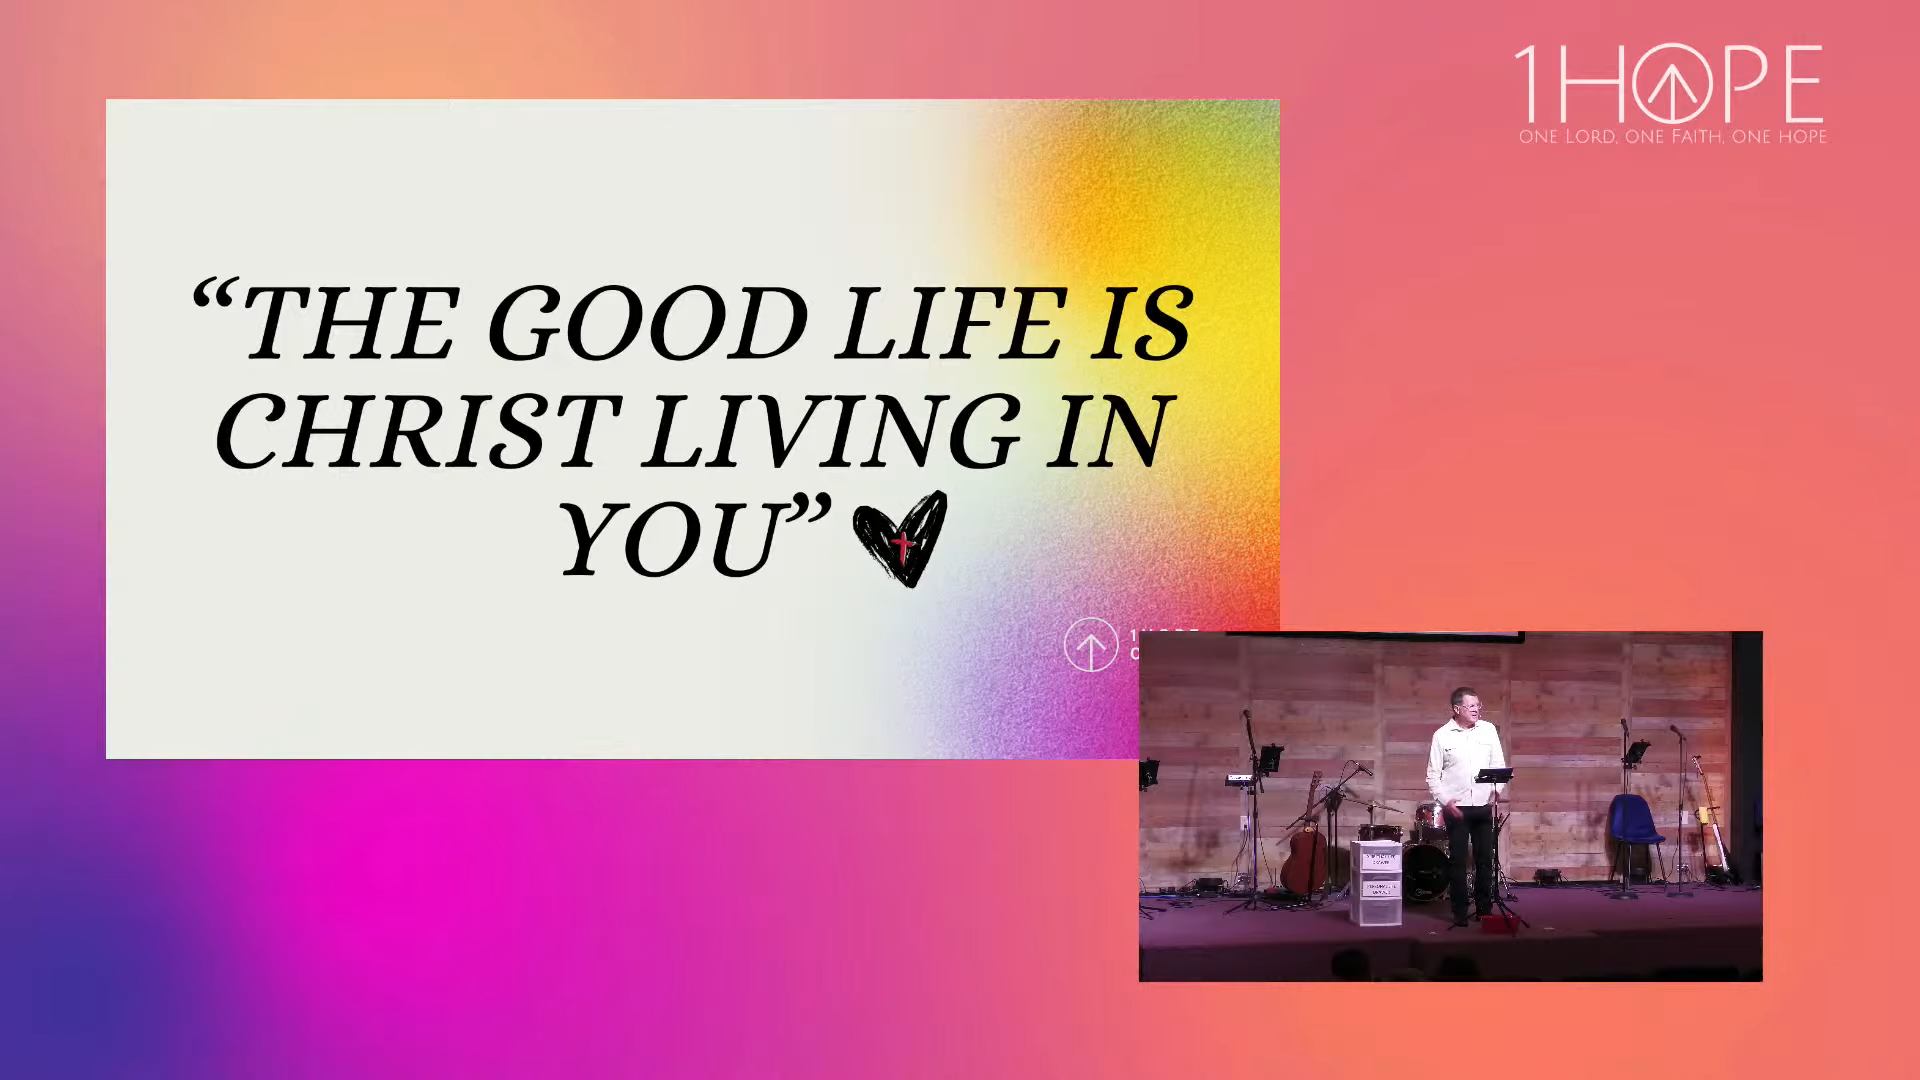 1HOPE
ONE LORD, ONE FAITH, ONE HOPE
“THE GOOD LIFE IS
CHRIST LIVING IN
YOU”